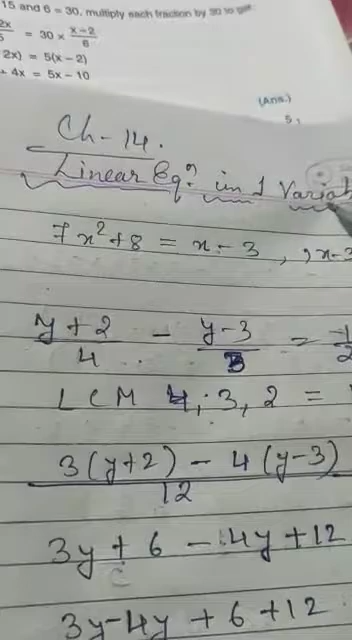 15 and 6 = 30, multiply each fraction by 30 to get
2x/5 = 30 × x-2/6
2x) = 5(x-2)
+ 4x = 5x - 10
(Ans.)
5,
Ch-14.
Linear Eqⁿ in 1
7x² + 8 = x - 3 ,
y+2/4 - y-3/3 = 1/2
LCM 4, 3, 2 =
3(y+2) - 4(y-3)
12
3y + 6 - 4y + 12
3y-4y + 6 + 12